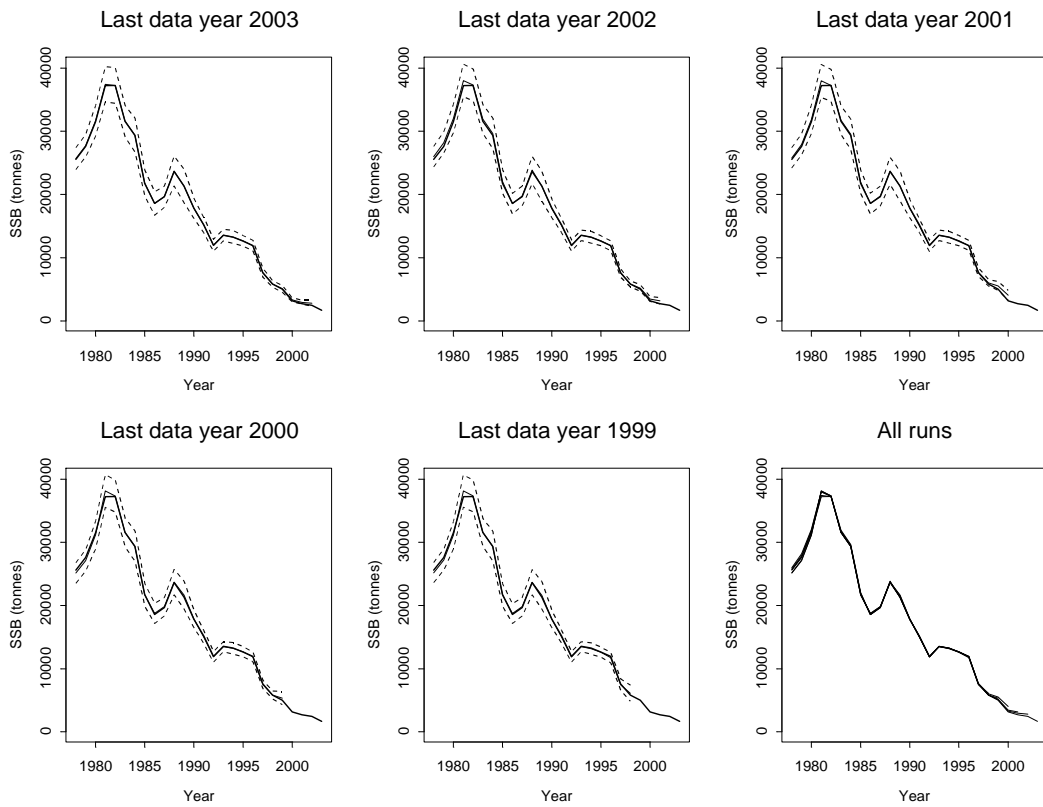 Last data year 2003
SSB (tonnes)
0 10000 20000 30000 40000
1980 1985 1990 1995 2000
Year
Last data year 2002
SSB (tonnes)
0 10000 20000 30000 40000
1980 1985 1990 1995 2000
Year
Last data year 2001
SSB (tonnes)
0 10000 20000 30000 40000
1980 1985 1990 1995 2000
Year
Last data year 2000
SSB (tonnes)
0 10000 20000 30000 40000
1980 1985 1990 1995 2000
Year
Last data year 1999
SSB (tonnes)
0 10000 20000 30000 40000
1980 1985 1990 1995 2000
Year
All runs
SSB (tonnes)
0 10000 20000 30000 40000
1980 1985 1990 1995 2000
Year